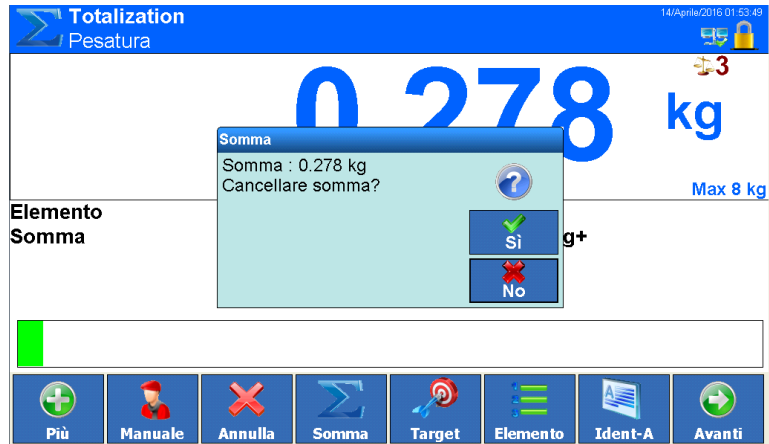 Totalization
Pesatura
14/Aprile/2016 01:53:49
3
0.278 kg
Max 8 kg
Somma
Somma : 0.278 kg
Cancellare somma?
Sì
No
Elemento
Somma
g+
Più
Manuale
Annulla
Somma
Target
Elemento
Ident-A
Avanti